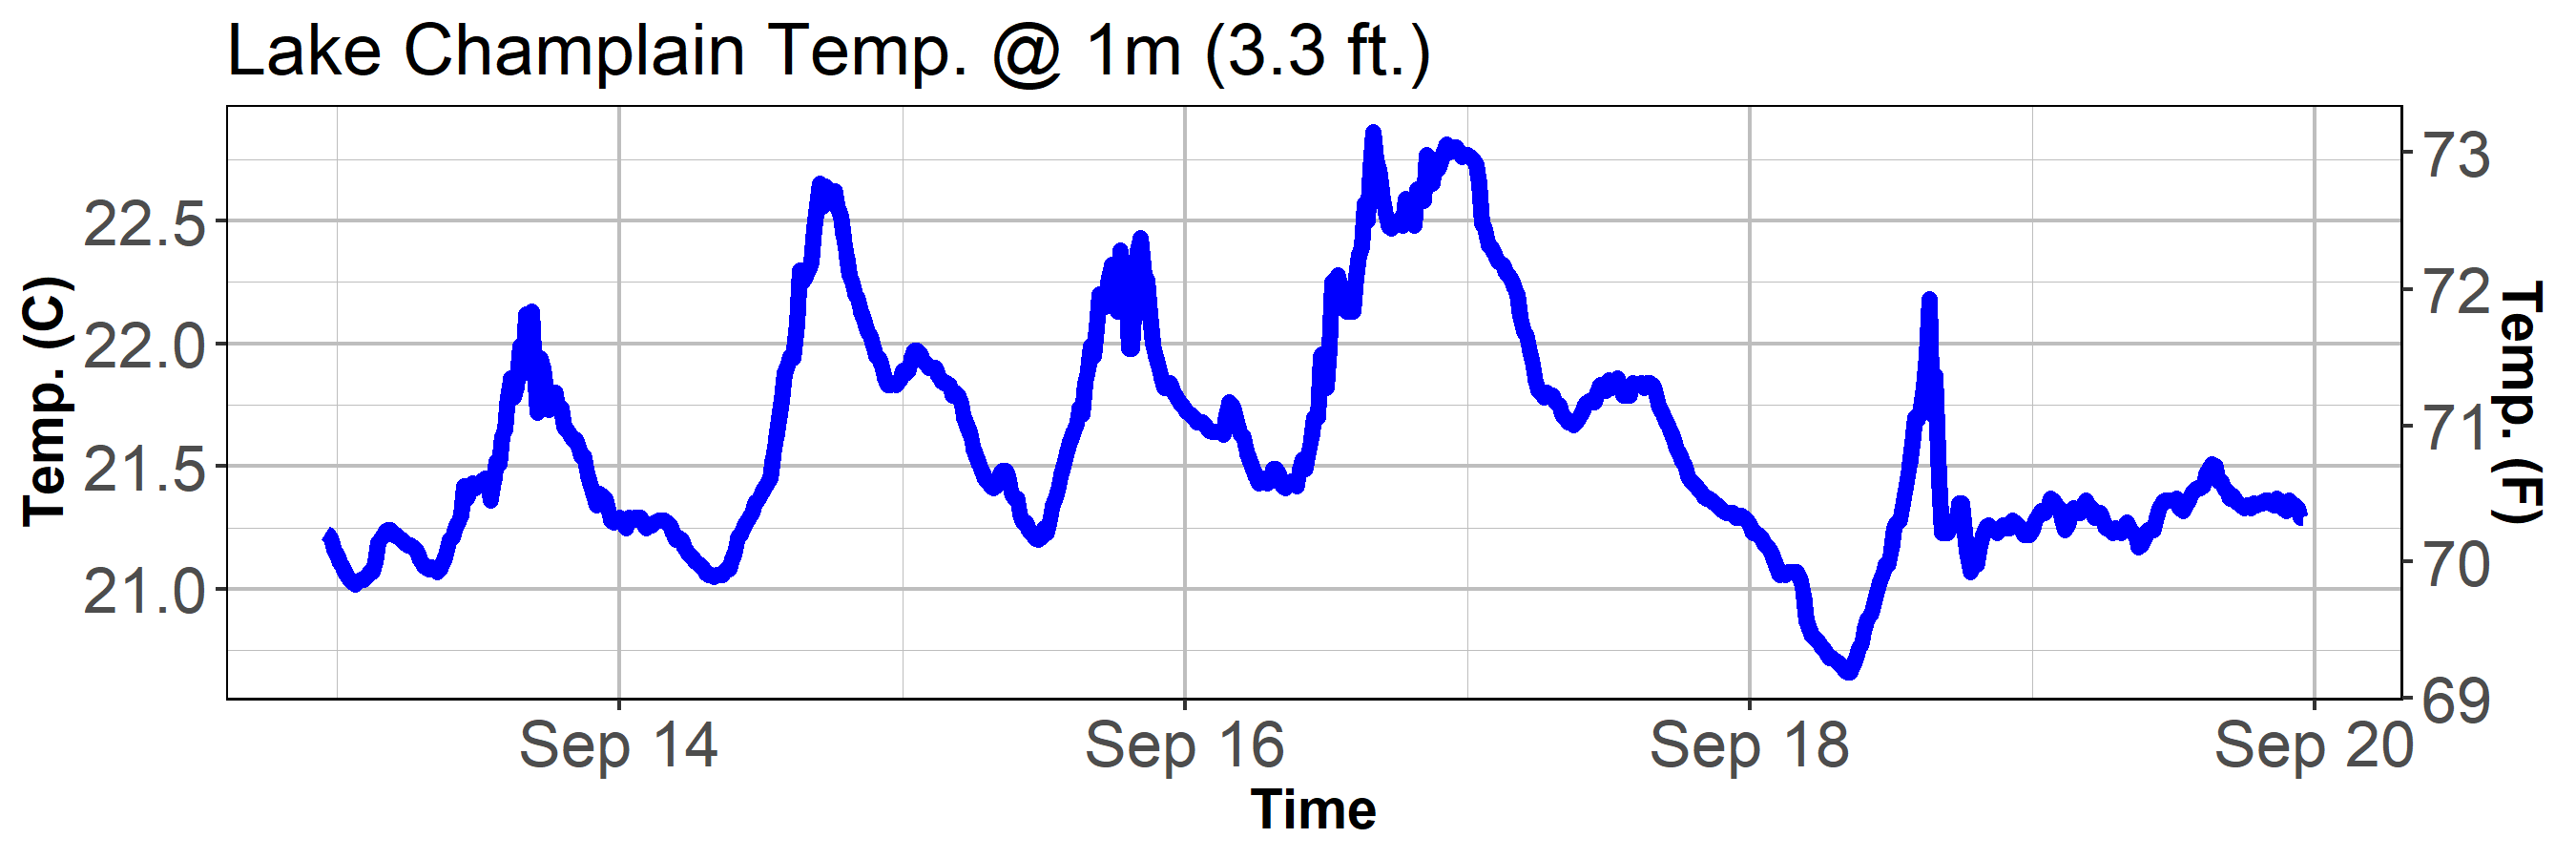 Lake Champlain Temp. @ 1m (3.3 ft.)
Temp. (C)
22.5
22.0
21.5
21.0
73
72
71
70
69
Temp. (F)
Sep 14
Sep 16
Sep 18
Sep 20
Time